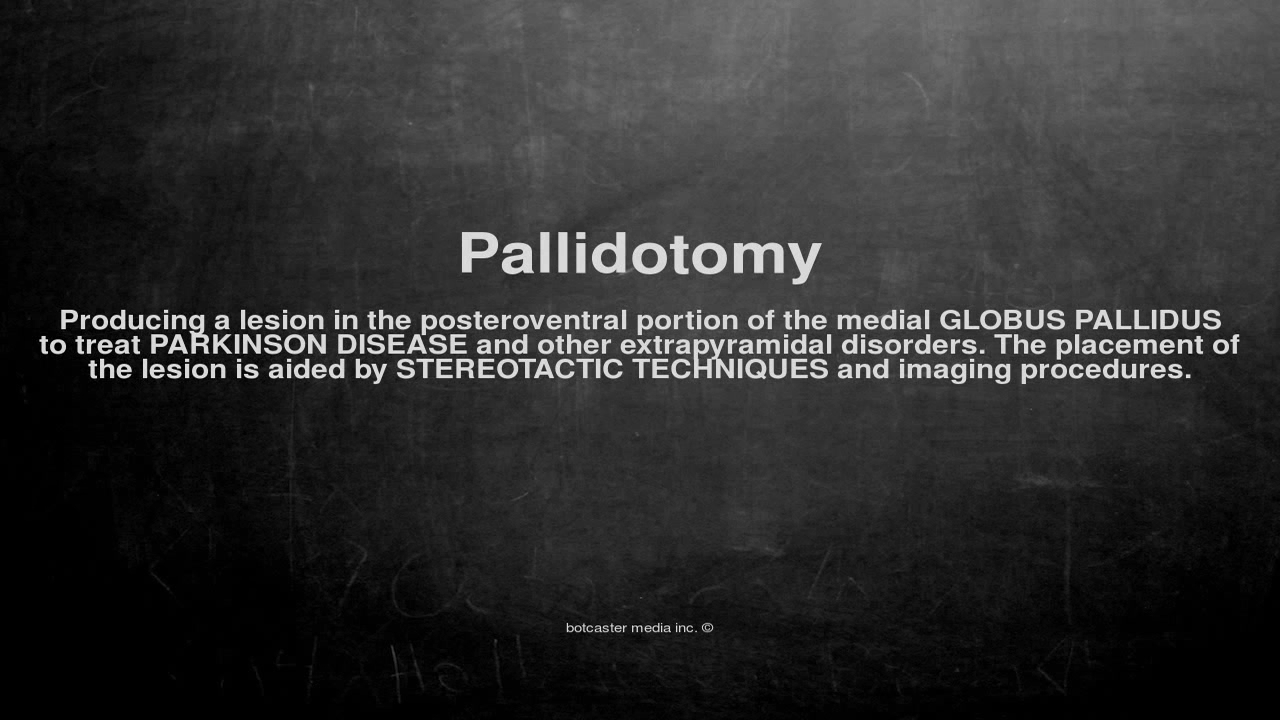 Pallidotomy
Producing a lesion in the posteroventral portion of the medial GLOBUS PALLIDUS
to treat PARKINSON DISEASE and other extrapyramidal disorders. The placement of
the lesion is aided by STEREOTACTIC TECHNIQUES and imaging procedures.
botcaster media inc. ©